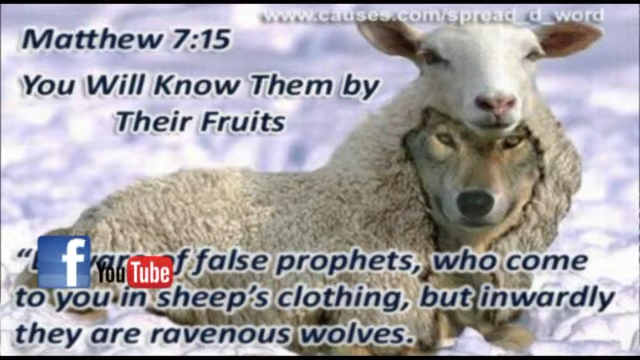 www.causes.com/spread_d_word
Matthew 7:15
You Will Know Them by
Their Fruits
of false prophets, who come
f YouTube
to you in sheep's clothing, but inwardly
they are ravenous wolves.